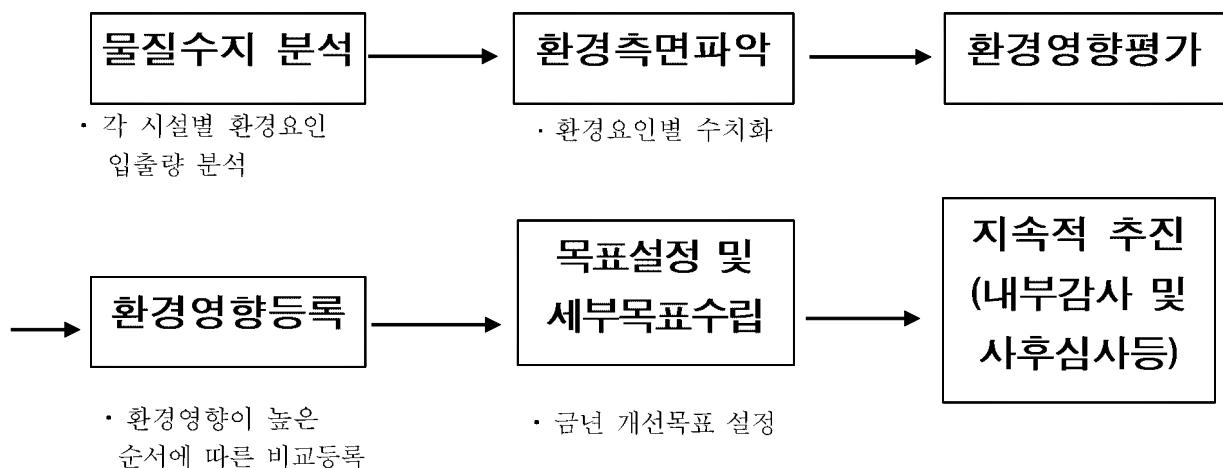 물질수지 분석
환경측면파악
환경영향평가
· 각 시설별 환경요인
입출량 분석
· 환경요인별 수치화
환경영향등록
목표설정 및
세부목표수립
지속적 추진
(내부감사 및
사후심사등)
· 환경영향이 높은
순서에 따른 비교등록
· 금년 개선목표 설정